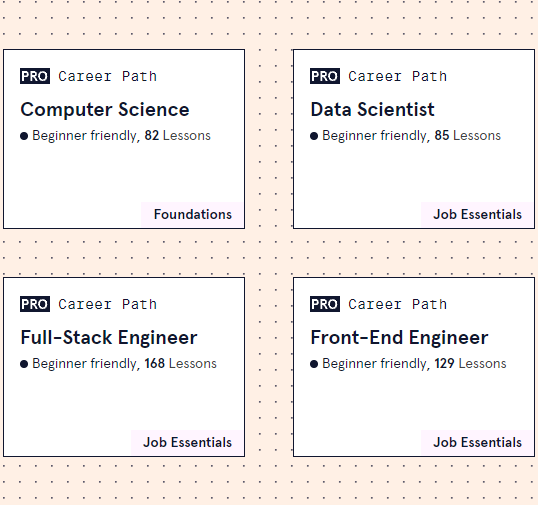 PRO Career Path
Computer Science
Beginner friendly, 82 Lessons
Foundations
PRO Career Path
Data Scientist
Beginner friendly, 85 Lessons
Job Essentials
PRO Career Path
Full-Stack Engineer
Beginner friendly, 168 Lessons
Job Essentials
PRO Career Path
Front-End Engineer
Beginner friendly, 129 Lessons
Job Essentials